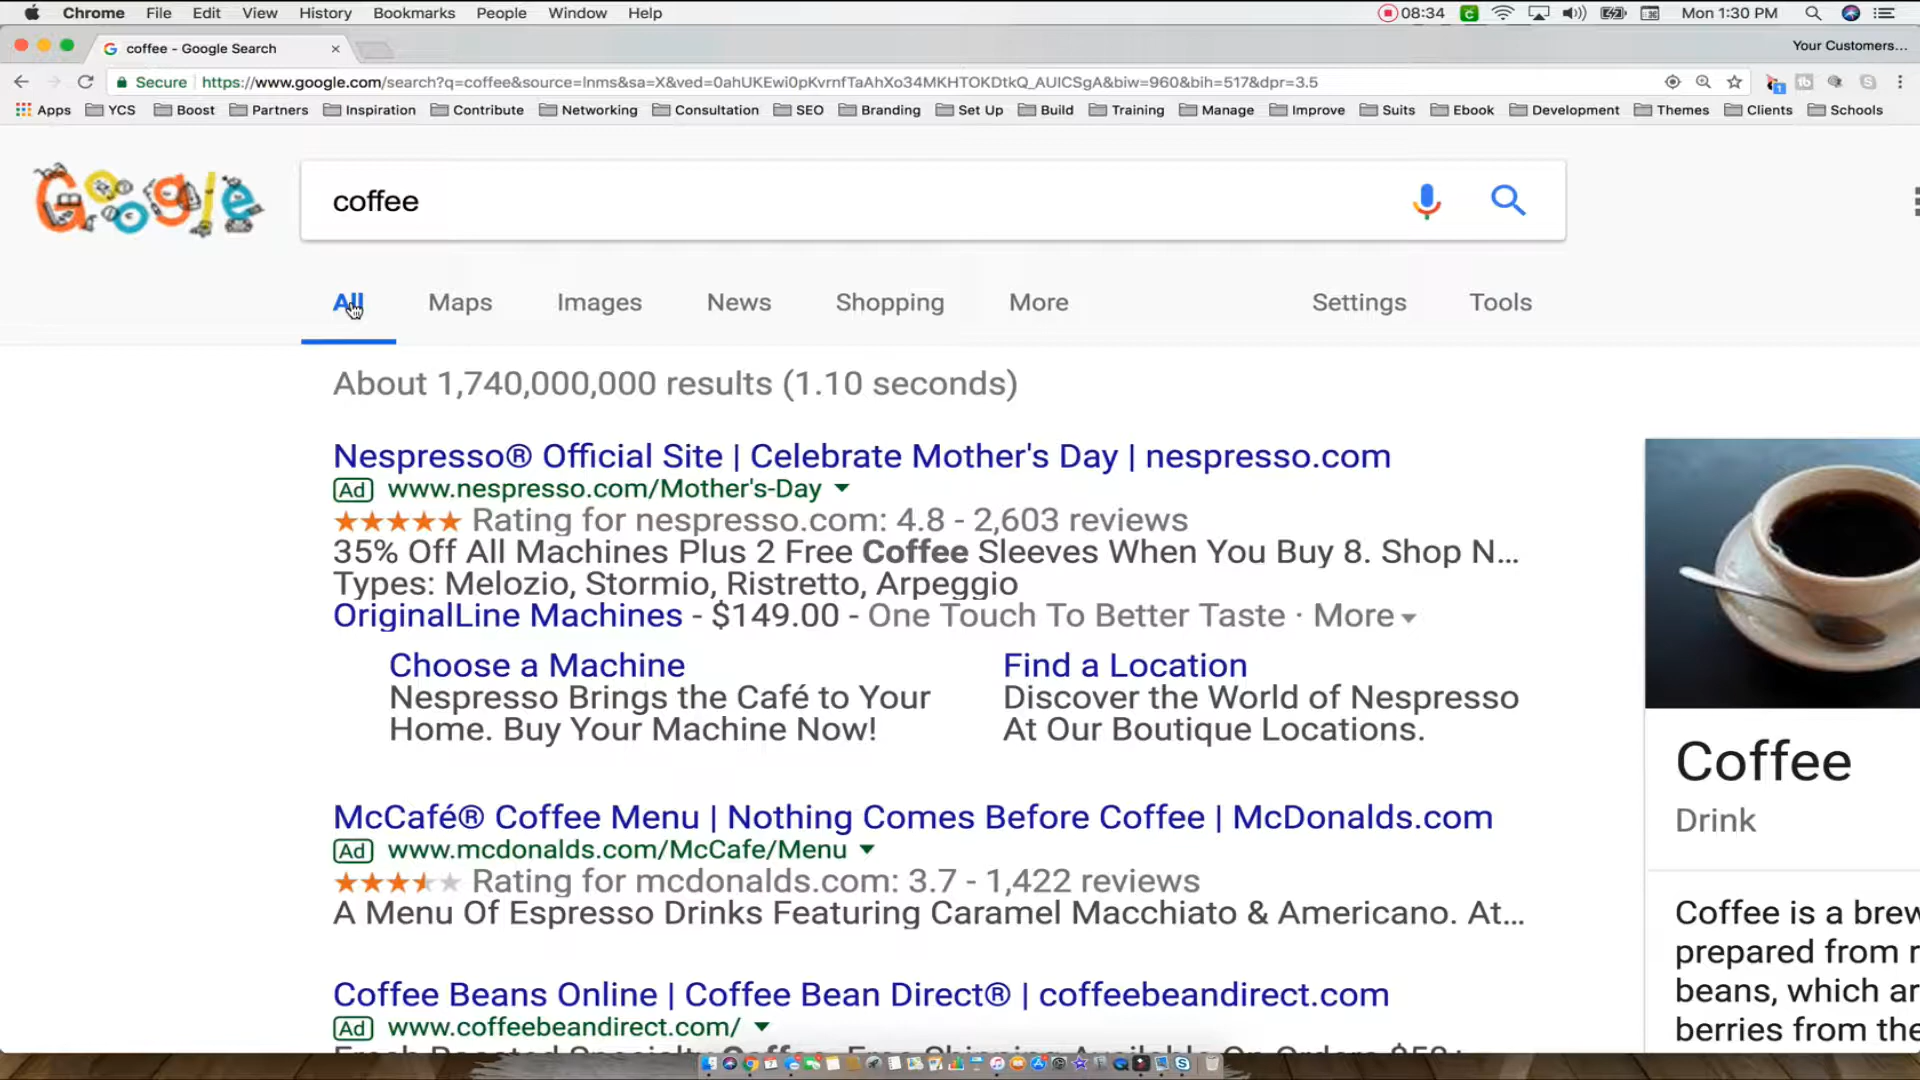 Chrome File Edit View History Bookmarks People Window Help 08:34 Mon 1:30 PM
coffee - Google Search Your Customers...
Secure https://www.google.com/search?q=coffee&source=lnms&sa=X&ved=0ahUKEwi0pKvrnfTaAhXo34MKHTOKDtkQ_AUICSgA&biw=960&bih=517&dpr=3.5
Apps YCS Boost Partners Inspiration Contribute Networking Consultation SEO Branding Set Up Build Training Manage Improve Suits Ebook Development Themes Clients Schools
Google coffee
All Maps Images News Shopping More Settings Tools
About 1,740,000,000 results (1.10 seconds)
Nespresso® Official Site | Celebrate Mother's Day | nespresso.com
Ad www.nespresso.com/Mother's-Day
Rating for nespresso.com: 4.8 - 2,603 reviews
35% Off All Machines Plus 2 Free Coffee Sleeves When You Buy 8. Shop N...
Types: Melozio, Stormio, Ristretto, Arpeggio
OriginalLine Machines - $149.00 - One Touch To Better Taste · More
Choose a Machine
Nespresso Brings the Café to Your
Home. Buy Your Machine Now!
Find a Location
Discover the World of Nespresso
At Our Boutique Locations.
McCafé® Coffee Menu | Nothing Comes Before Coffee | McDonalds.com
Ad www.mcdonalds.com/McCafe/Menu
Rating for mcdonalds.com: 3.7 - 1,422 reviews
A Menu Of Espresso Drinks Featuring Caramel Macchiato & Americano. At...
Coffee Beans Online | Coffee Bean Direct® | coffeebeandirect.com
Ad www.coffeebeandirect.com/
Fresh Roasted Specialty Coffee. Free Shipping Available On Orders $50+
Coffee
Drink
Coffee is a brew
prepared from r
beans, which ar
berries from the